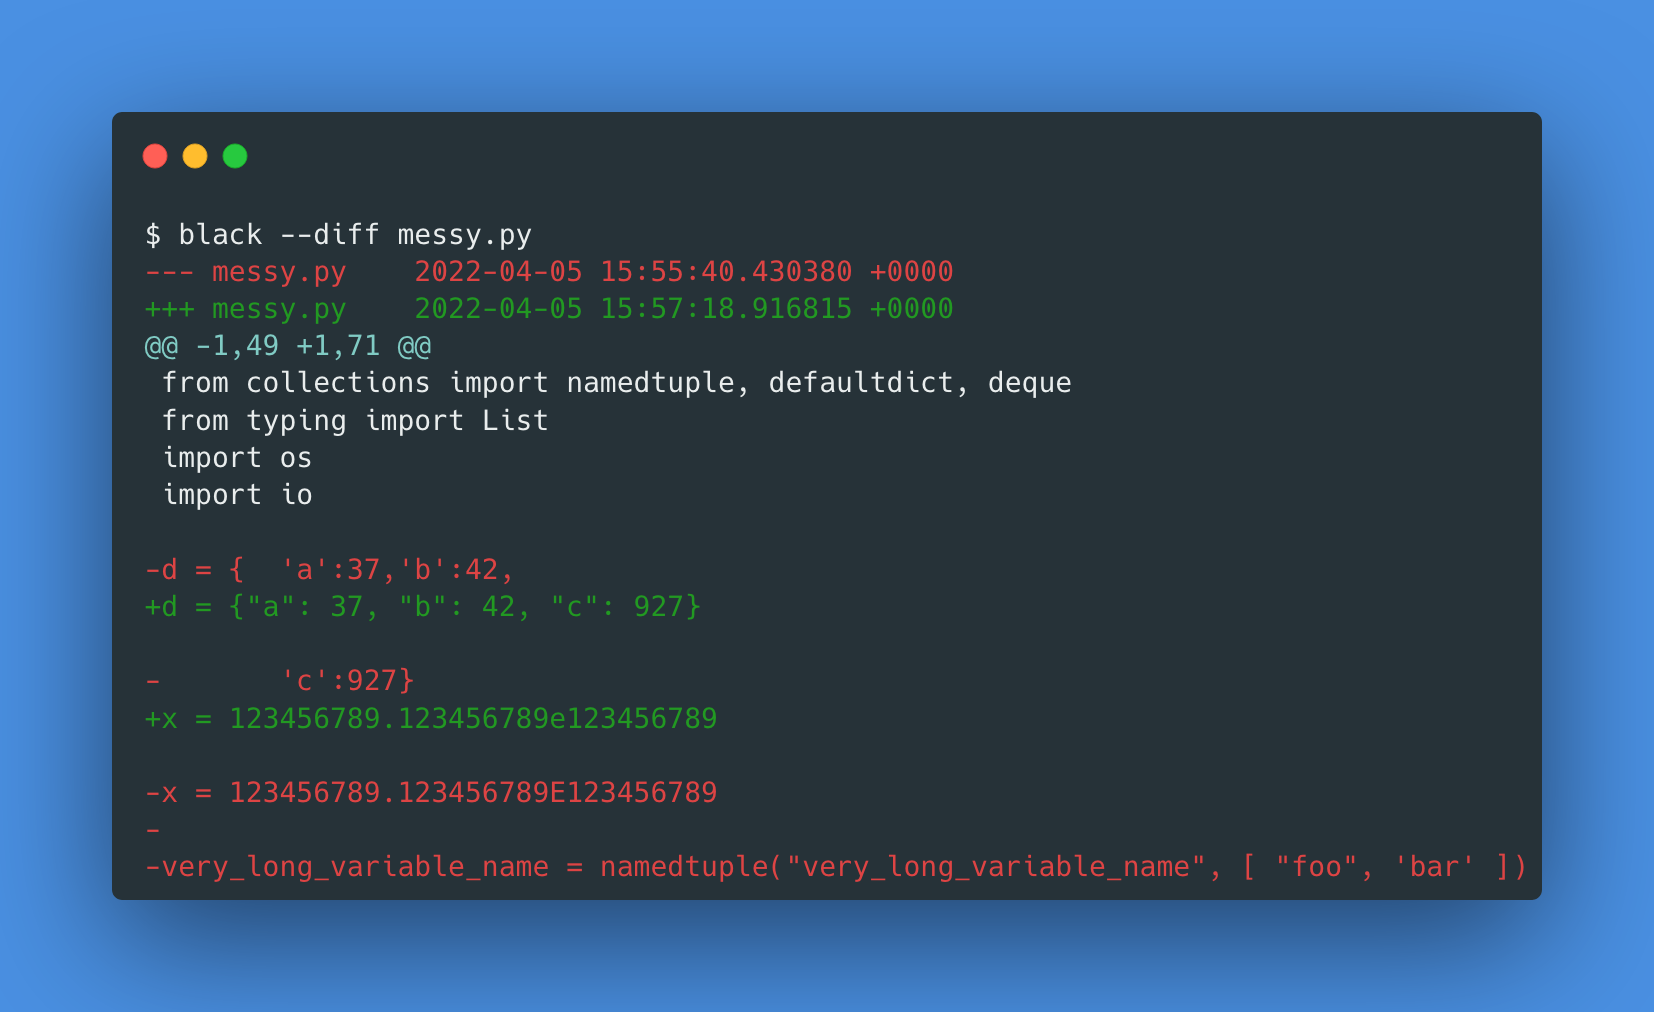 $ black --diff messy.py
--- messy.py    2022-04-05 15:55:40.430380 +0000
+++ messy.py    2022-04-05 15:57:18.916815 +0000
@@ -1,49 +1,71 @@
 from collections import namedtuple, defaultdict, deque
 from typing import List
 import os
 import io

-d = {  'a':37,'b':42,
+d = {"a": 37, "b": 42, "c": 927}

-       'c':927}
+x = 123456789.123456789e123456789

-x = 123456789.123456789E123456789
-
-very_long_variable_name = namedtuple("very_long_variable_name", [ "foo", 'bar' ])